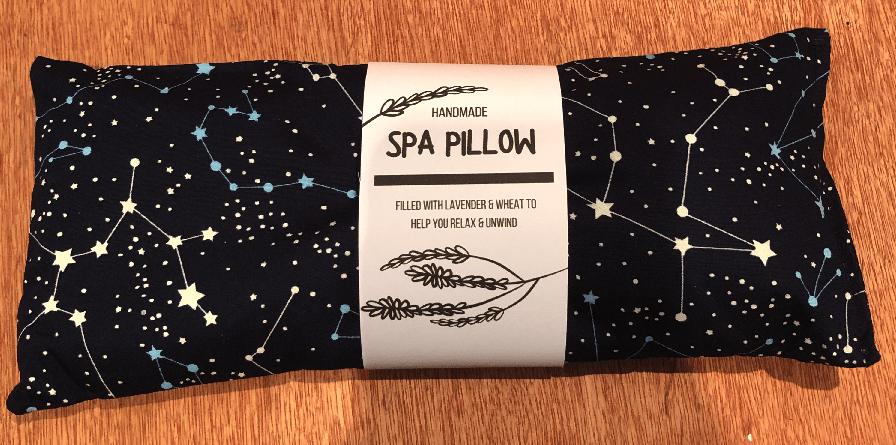 HANDMADE
SPA PILLOW
FILLED WITH LAVENDER & WHEAT TO
HELP YOU RELAX & UNWIND